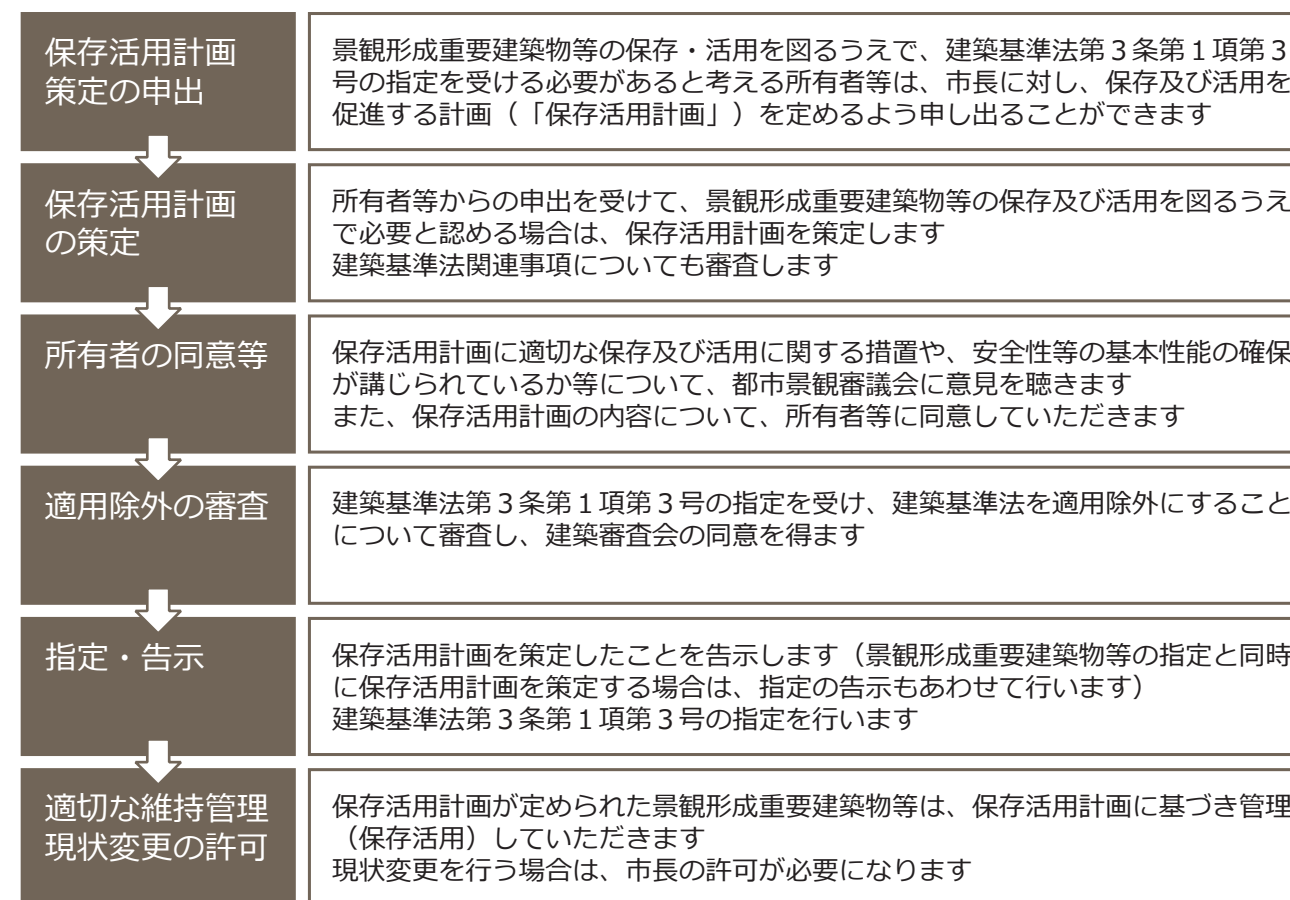 保存活用計画
策定の申出
景観形成重要建築物等の保存・活用を図るうえで、建築基準法第３条第１項第３
号の指定を受ける必要があると考える所有者等は、市長に対し、保存及び活用を
促進する計画（「保存活用計画」）を定めるよう申し出ることができます
保存活用計画
の策定
所有者等からの申出を受けて、景観形成重要建築物等の保存及び活用を図るうえ
で必要と認める場合は、保存活用計画を策定します
建築基準法関連事項についても審査します
所有者の同意等
保存活用計画に適切な保存及び活用に関する措置や、安全性等の基本性能の確保
が講じられているか等について、都市景観審議会に意見を聴きます
また、保存活用計画の内容について、所有者等に同意していただきます
適用除外の審査
建築基準法第３条第１項第３号の指定を受け、建築基準法を適用除外にすること
について審査し、建築審査会の同意を得ます
指定・告示
保存活用計画を策定したことを告示します（景観形成重要建築物等の指定と同時
に保存活用計画を策定する場合は、指定の告示もあわせて行います）
建築基準法第３条第１項第３号の指定を行います
適切な維持管理
現状変更の許可
保存活用計画が定められた景観形成重要建築物等は、保存活用計画に基づき管理
（保存活用）していただきます
現状変更を行う場合は、市長の許可が必要になります